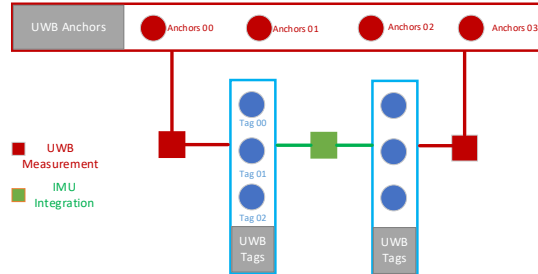 UWB Anchors
Anchors 00
Anchors 01
Anchors 02
Anchors 03
Tag 00
Tag 01
Tag 02
UWB
Tags
UWB
Tags
UWB
Measurement
IMU
Integration